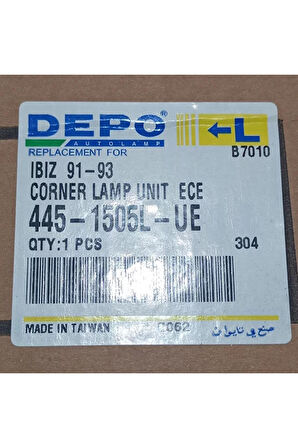 DEPO®
AUTOLAMP
←L
REPLACEMENT FOR
B7010
IBIZ 91-93
CORNER LAMP UNIT ECE
445-1505L-UE
QTY:1 PCS
304
MADE IN TAIWAN
صنع في تايوان